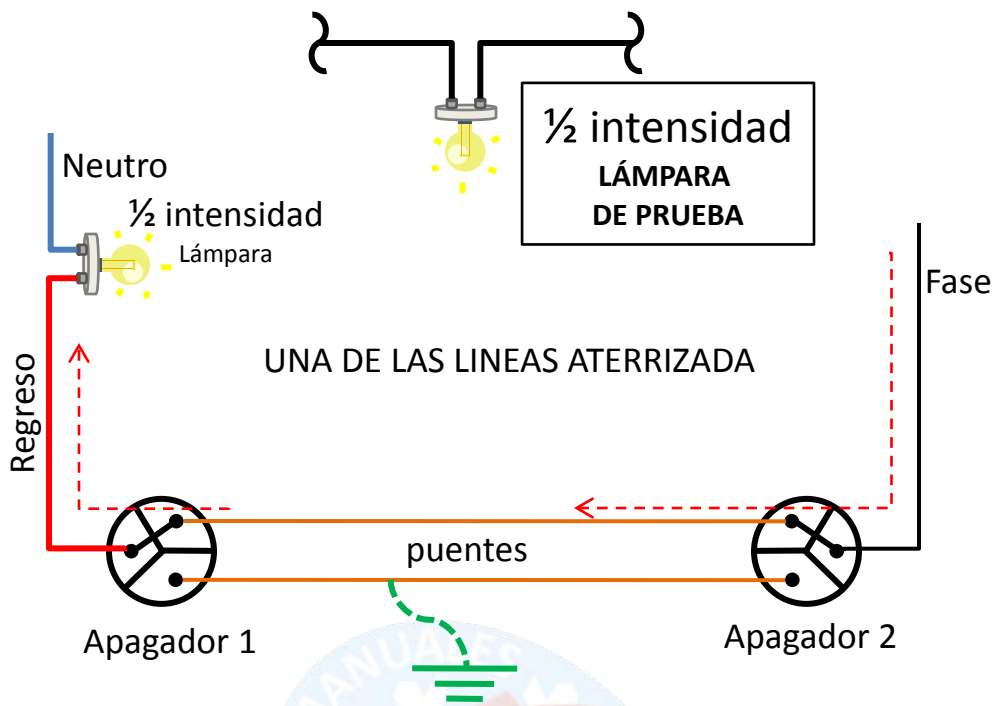 ½ intensidad
LÁMPARA
DE PRUEBA
Neutro
½ intensidad
Lámpara
Fase
UNA DE LAS LINEAS ATERRIZADA
Regreso
puentes
Apagador 1
Apagador 2
MANUALES